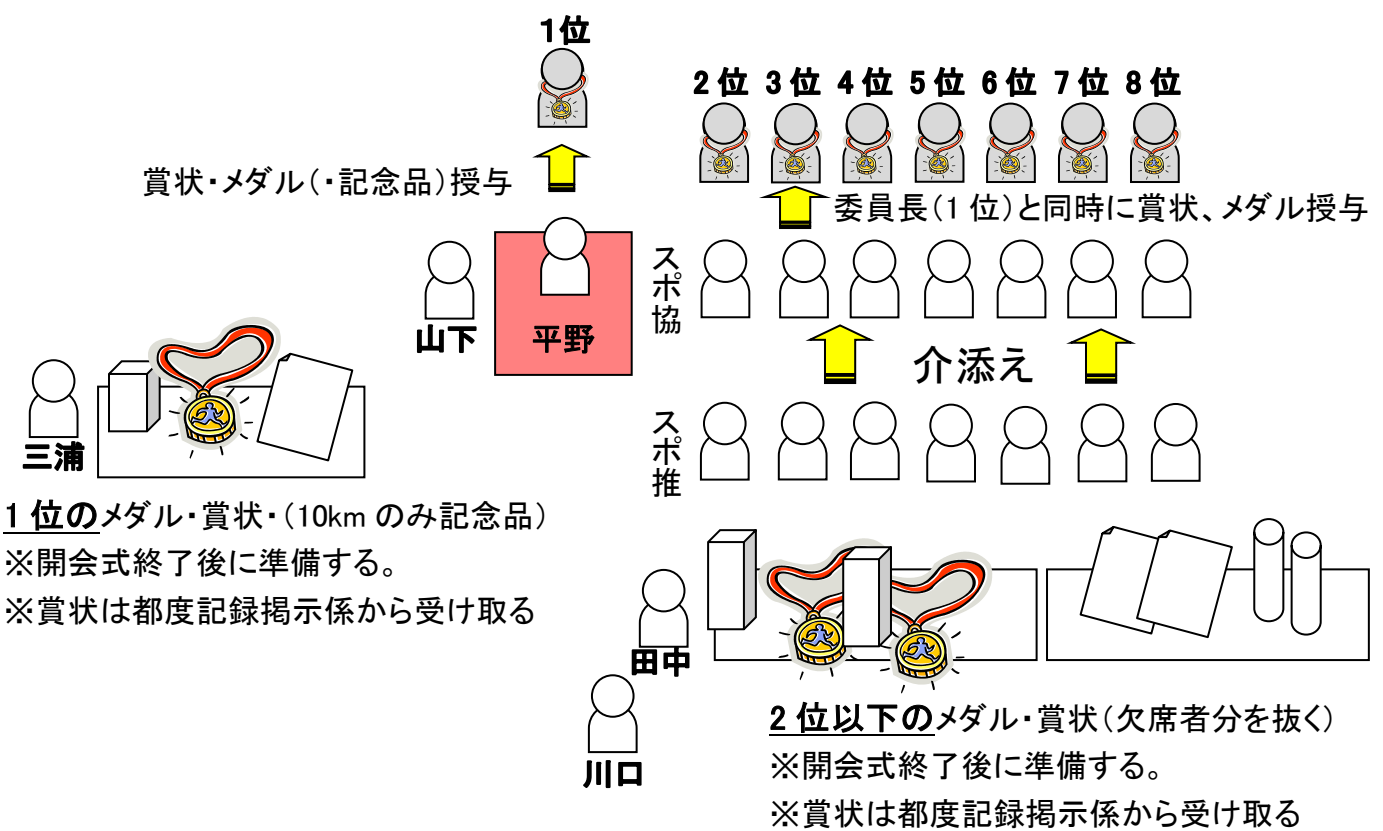 1位
2位 3位 4位 5位 6位 7位 8位
賞状・メダル(・記念品)授与
委員長(1位)と同時に賞状、メダル授与
山下
平野
スポ協
介添え
三浦
スポ推
1位のメダル・賞状・(10kmのみ記念品)
※開会式終了後に準備する。
※賞状は都度記録掲示係から受け取る
田中
川口
2位以下のメダル・賞状(欠席者分を抜く)
※開会式終了後に準備する。
※賞状は都度記録掲示係から受け取る